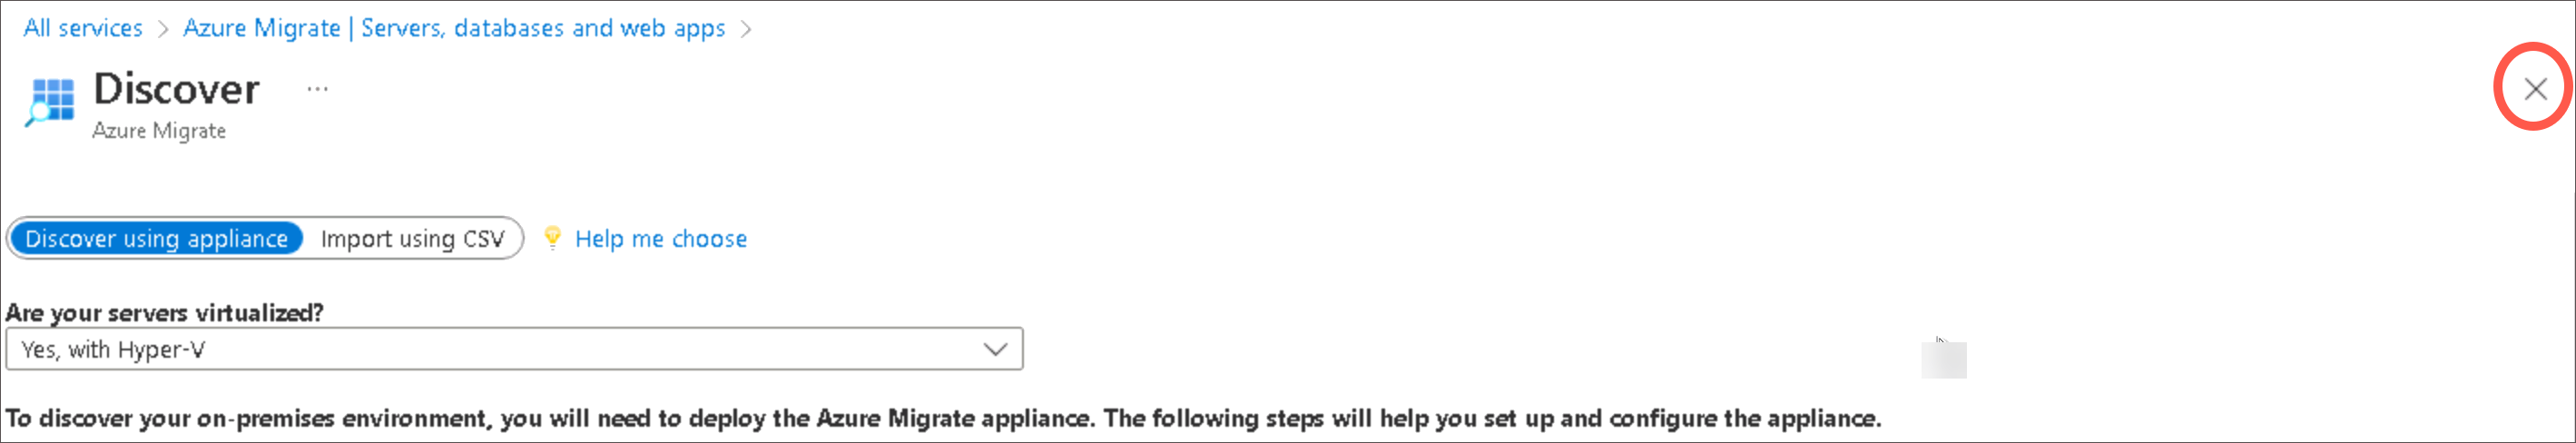 All services > Azure Migrate | Servers, databases and web apps >
Discover ...
Azure Migrate
Discover using appliance Import using CSV Help me choose
Are your servers virtualized?
Yes, with Hyper-V
To discover your on-premises environment, you will need to deploy the Azure Migrate appliance. The following steps will help you set up and configure the appliance.